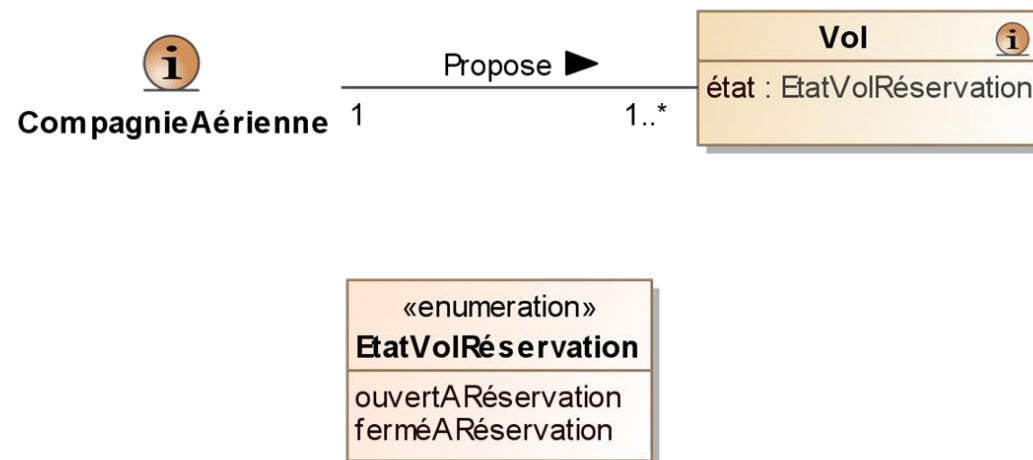 Propose
Vol
état : EtatVolRéservation
CompagnieAérienne
1
1..*
«enumeration»
EtatVolRéservation
ouvertARéservation
ferméARéservation